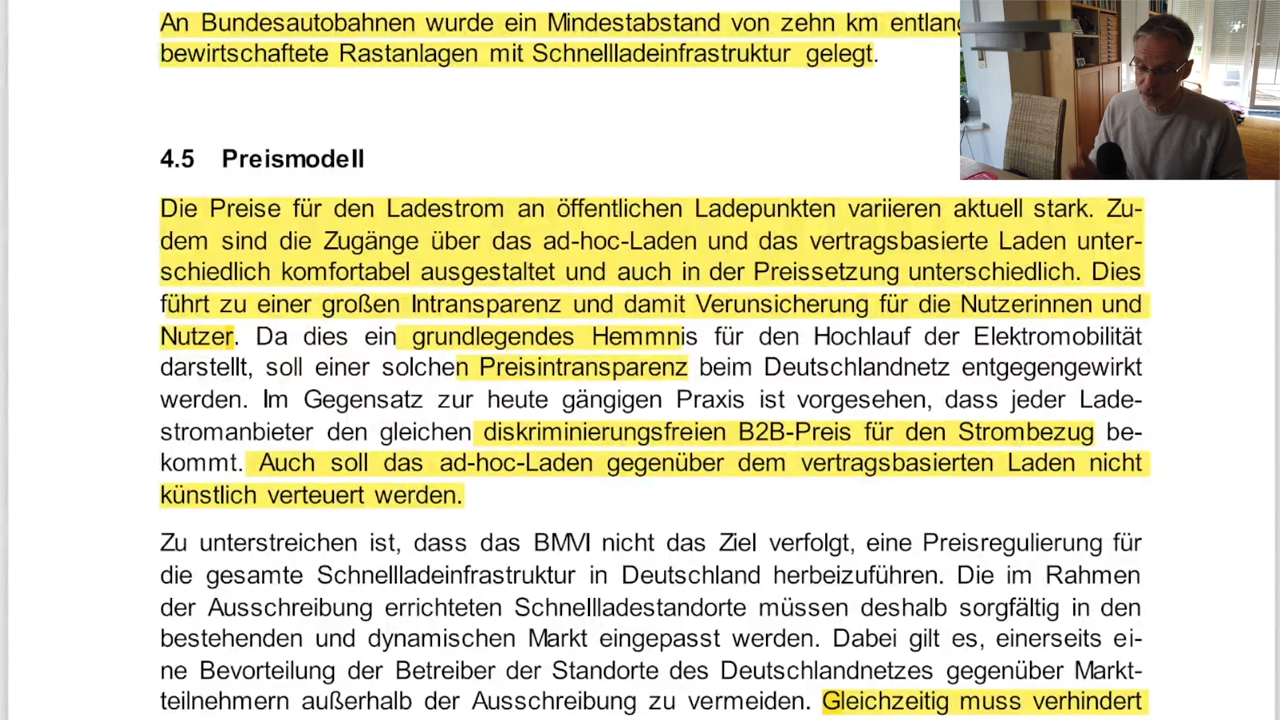 An Bundesautobahnen wurde ein Mindestabstand von zehn km entlang
bewirtschaftete Rastanlagen mit Schnellladeinfrastruktur gelegt.
4.5 Preismodell
Die Preise für den Ladestrom an öffentlichen Ladepunkten variieren aktuell stark. Zu-
dem sind die Zugänge über das ad-hoc-Laden und das vertragsbasierte Laden unter-
schiedlich komfortabel ausgestaltet und auch in der Preissetzung unterschiedlich. Dies
führt zu einer großen Intransparenz und damit Verunsicherung für die Nutzerinnen und
Nutzer. Da dies ein grundlegendes Hemmnis für den Hochlauf der Elektromobilität
darstellt, soll einer solchen Preisintransparenz beim Deutschlandnetz entgegengewirkt
werden. Im Gegensatz zur heute gängigen Praxis ist vorgesehen, dass jeder Lade-
stromanbieter den gleichen diskriminierungsfreien B2B-Preis für den Strombezug be-
kommt. Auch soll das ad-hoc-Laden gegenüber dem vertragsbasierten Laden nicht
künstlich verteuert werden.
Zu unterstreichen ist, dass das BMVI nicht das Ziel verfolgt, eine Preisregulierung für
die gesamte Schnellladeinfrastruktur in Deutschland herbeizuführen. Die im Rahmen
der Ausschreibung errichteten Schnellladestandorte müssen deshalb sorgfältig in den
bestehenden und dynamischen Markt eingepasst werden. Dabei gilt es, einerseits ei-
ne Bevorteilung der Betreiber der Standorte des Deutschlandnetzes gegenüber Markt-
teilnehmern außerhalb der Ausschreibung zu vermeiden. Gleichzeitig muss verhindert